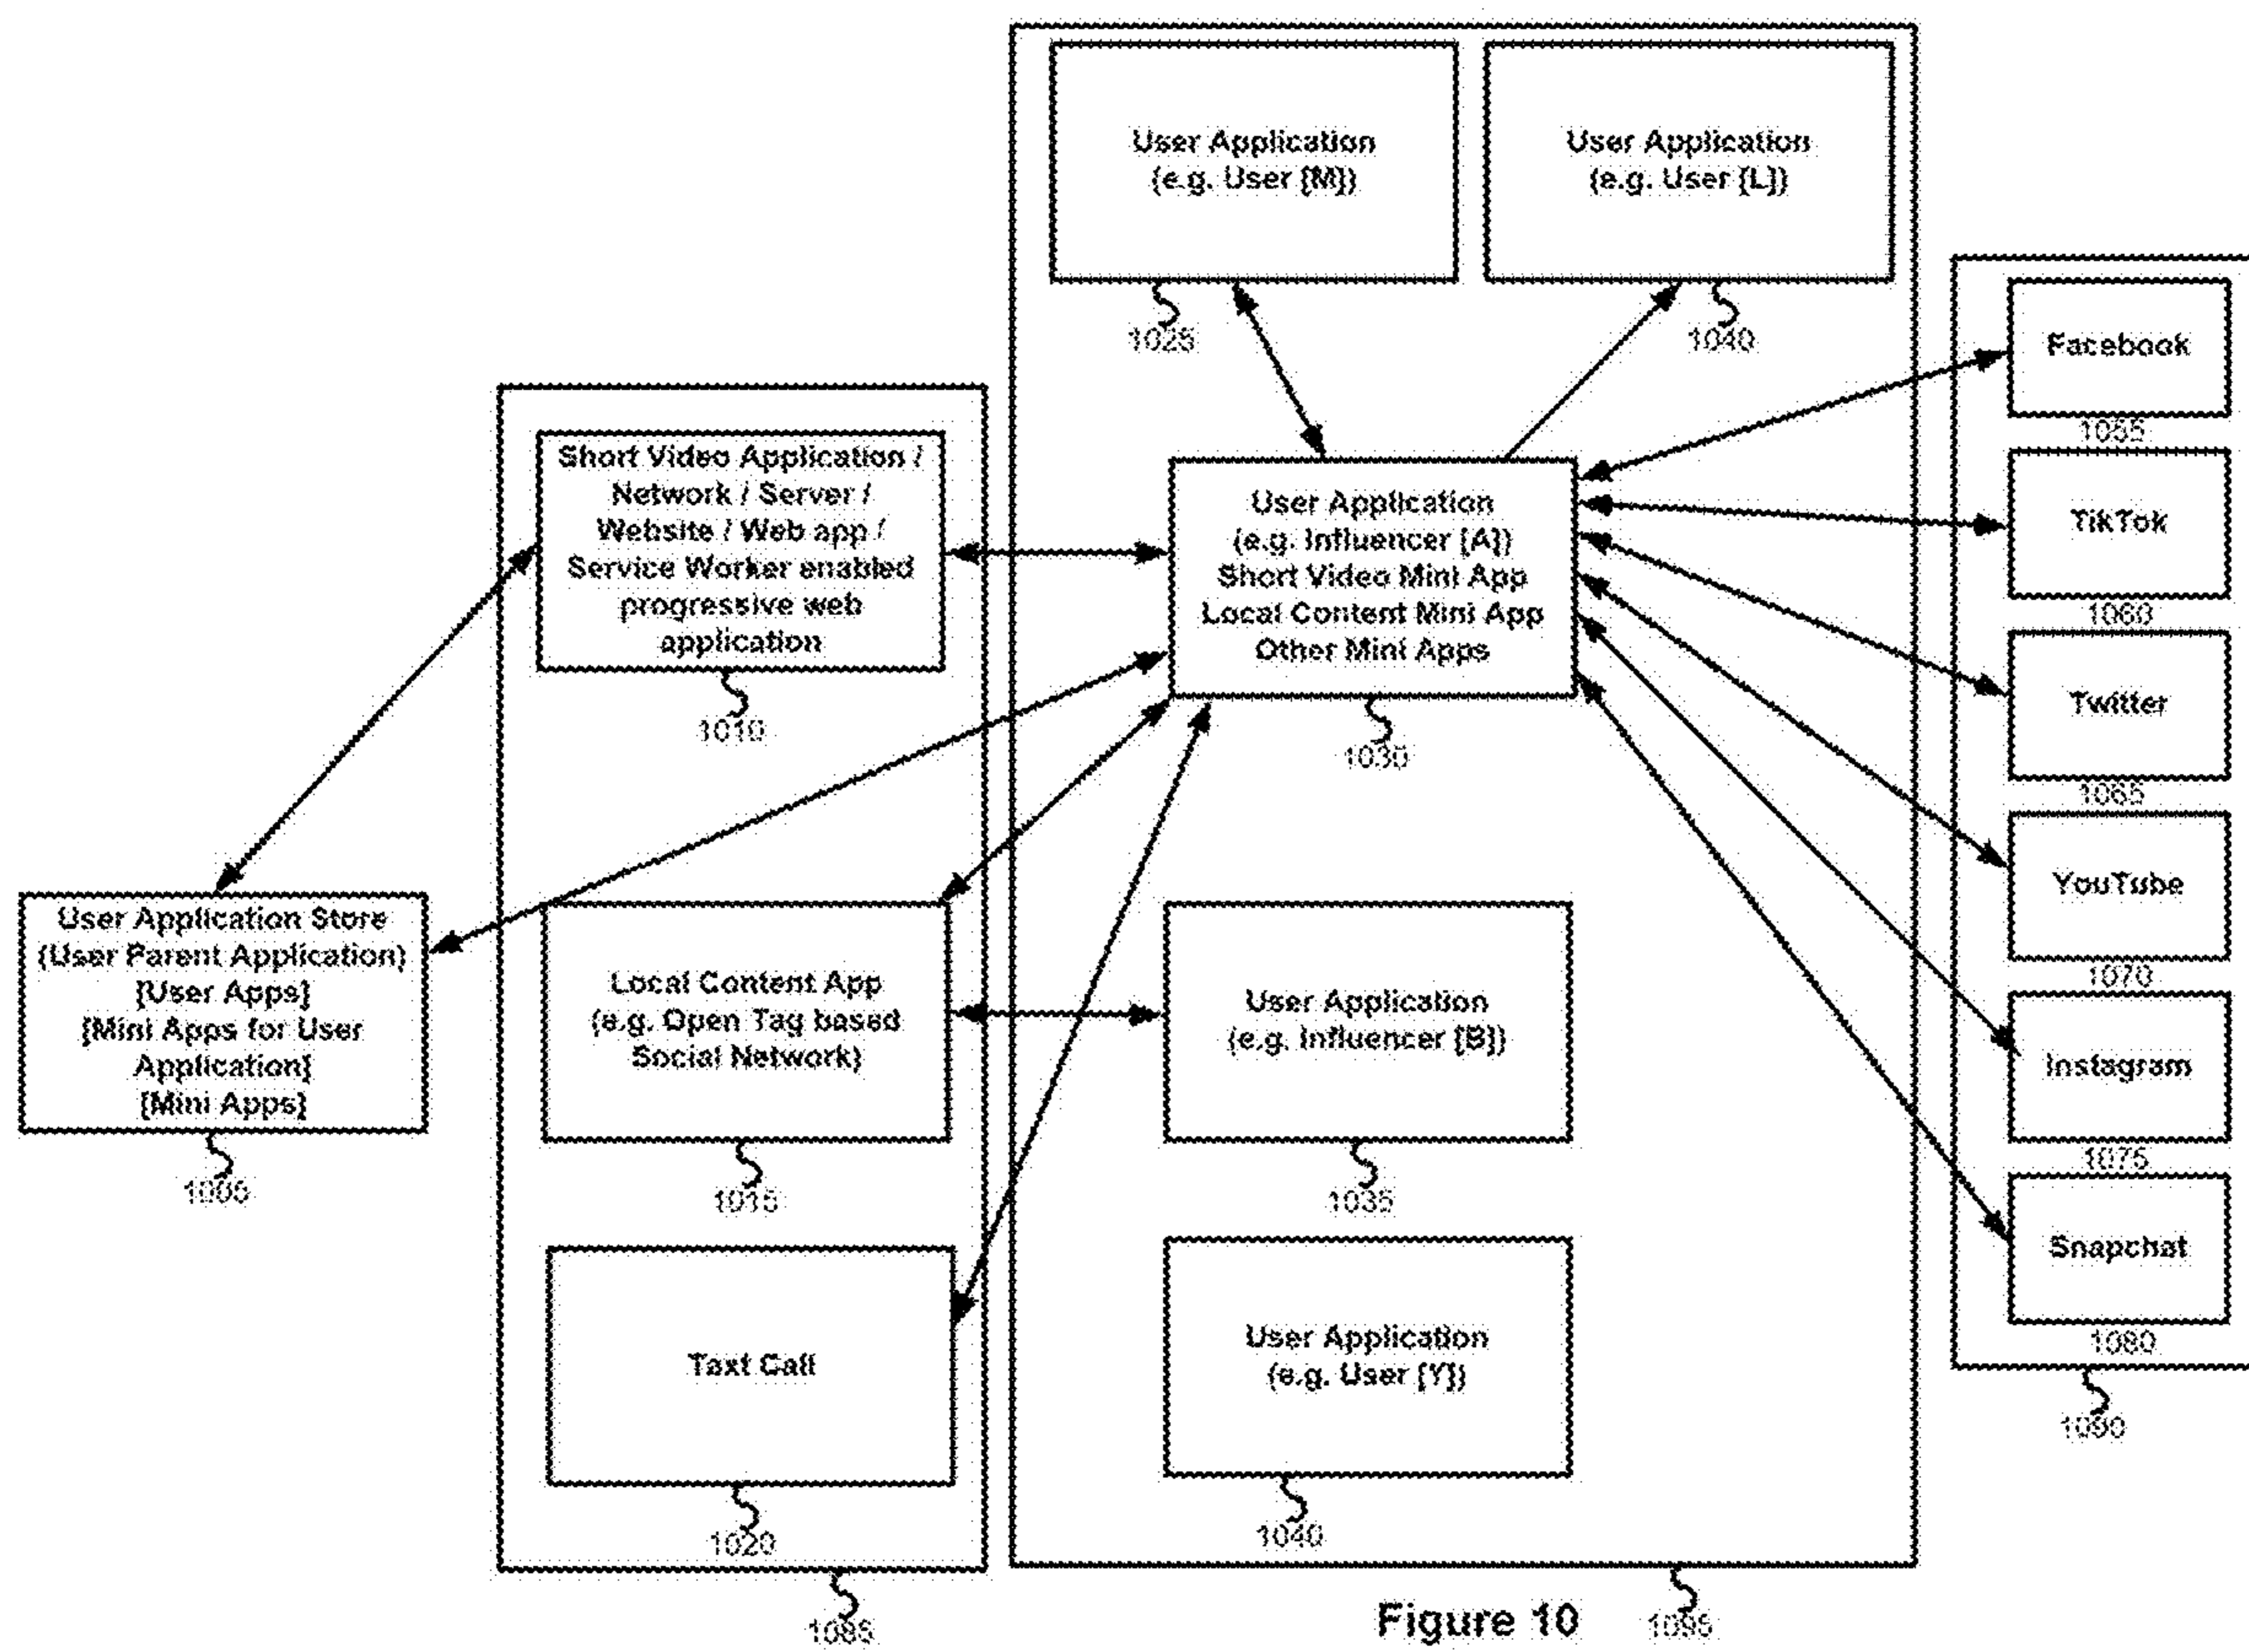 User Application
(e.g. User [M])
1025
User Application
(e.g. User [L])
1040
Short Video Application /
Network / Server /
Website / Web app /
Service Worker enabled
progressive web
application
1010
User Application
(e.g. Influencer [A])
Short Video Mini App
Local Content Mini App
Other Mini Apps
1030
Facebook
1055
TikTok
1060
Twitter
1065
YouTube
1070
Instagram
1075
Snapchat
1080
1090
User Application Store
(User Parent Application)
[User Apps]
[Mini Apps for User
Application]
[Mini Apps]
1005
Local Content App
(e.g. Open Tag based
Social Network)
1015
User Application
(e.g. Influencer [B])
1035
Taxt Call
1020
User Application
(e.g. User [Y])
1040
1085
Figure 10
1095